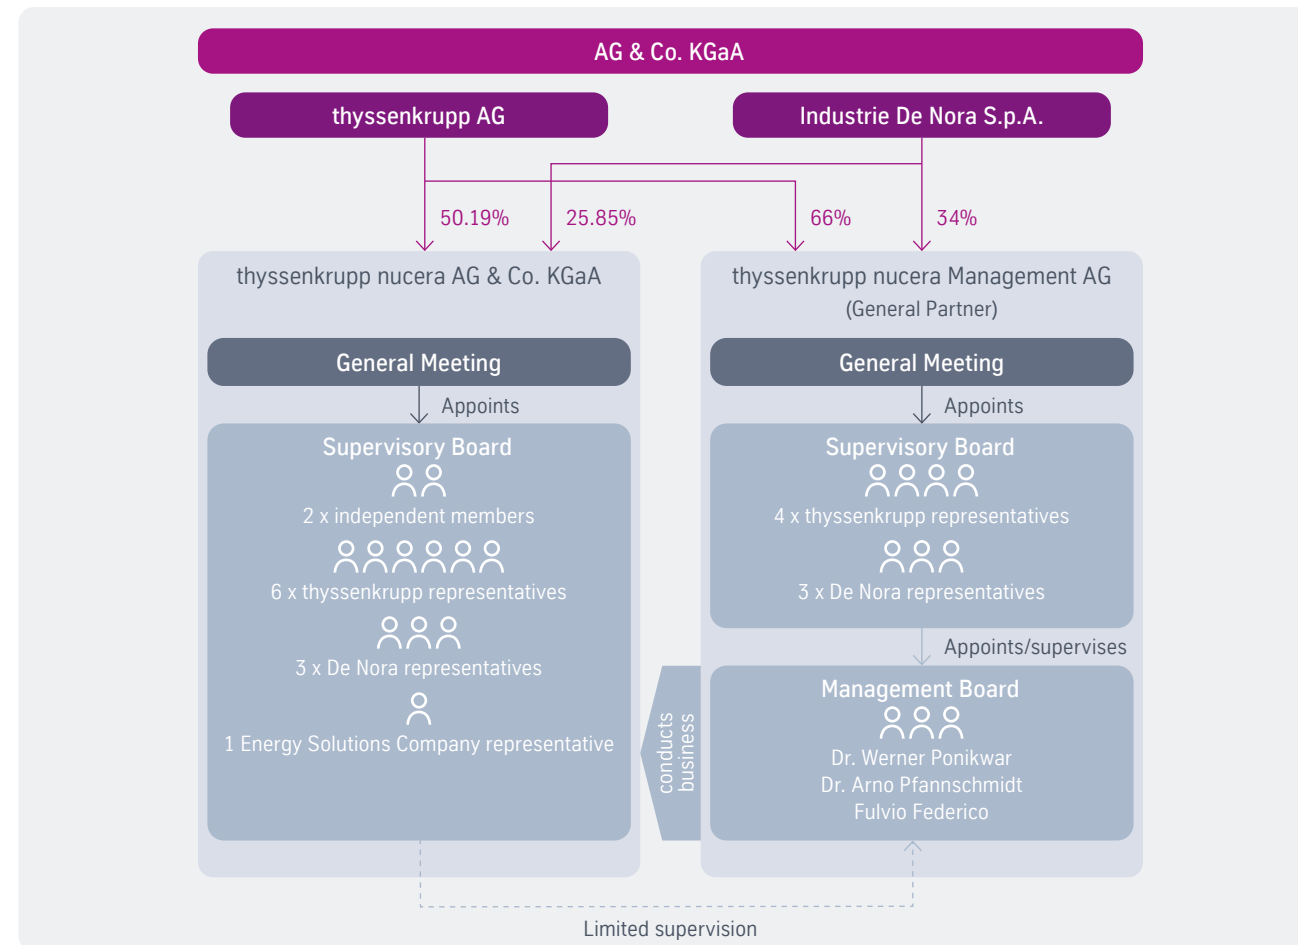 AG & Co. KGaA
thyssenkrupp AG
Industrie De Nora S.p.A.
50.19%
25.85%
66%
34%
thyssenkrupp nucera AG & Co. KGaA
General Meeting
Appoints
Supervisory Board
2 x independent members
6 x thyssenkrupp representatives
3 x De Nora representatives
1 Energy Solutions Company representative
thyssenkrupp nucera Management AG
(General Partner)
General Meeting
Appoints
Supervisory Board
4 x thyssenkrupp representatives
3 x De Nora representatives
Appoints/supervises
Management Board
Dr. Werner Ponikwar
Dr. Arno Pfannschmidt
Fulvio Federico
conducts
business
Limited supervision